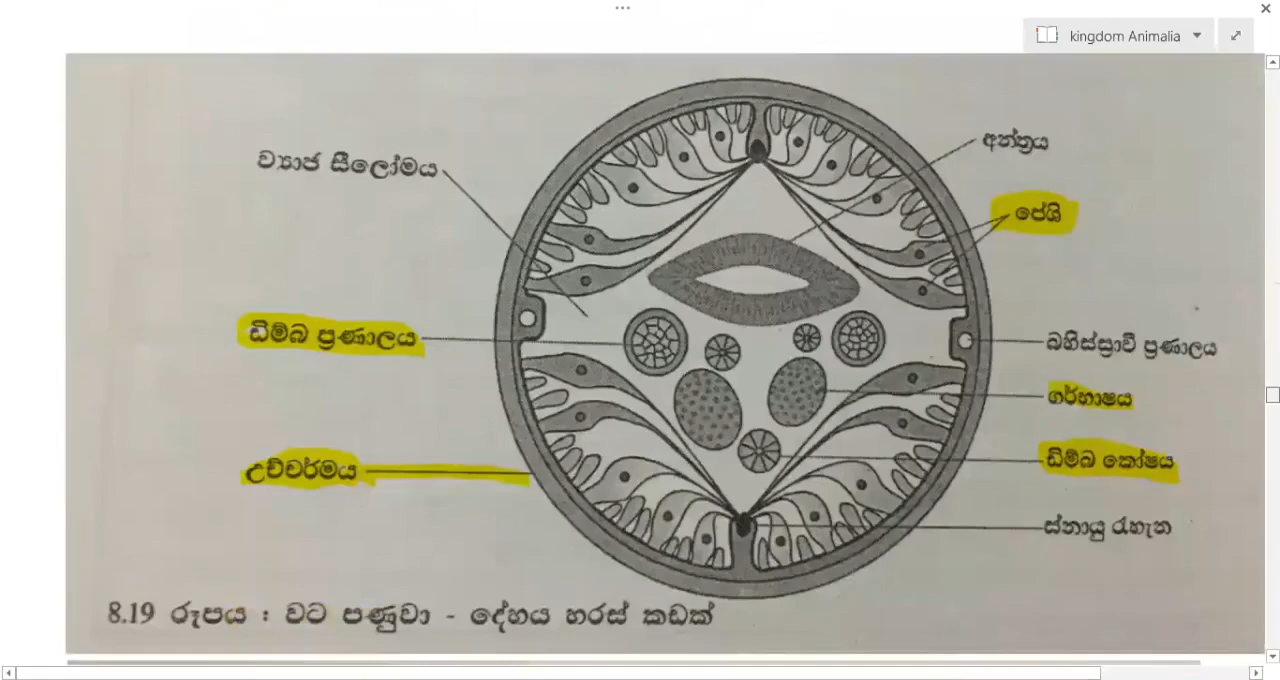 kingdom Animalia
අන්ත්‍රය
ව්‍යාජ සීලෝමය
පේශි
ඩිම්බ ප්‍රණාලය
බහිස්ස්‍රාවී ප්‍රණාලය
ගර්භාෂය
ඩිම්බ කෝෂය
උච්චර්මය
ස්නායු රැහැන
8.19 රූපය : වට පණුවා - දේහය හරස් කඩක්